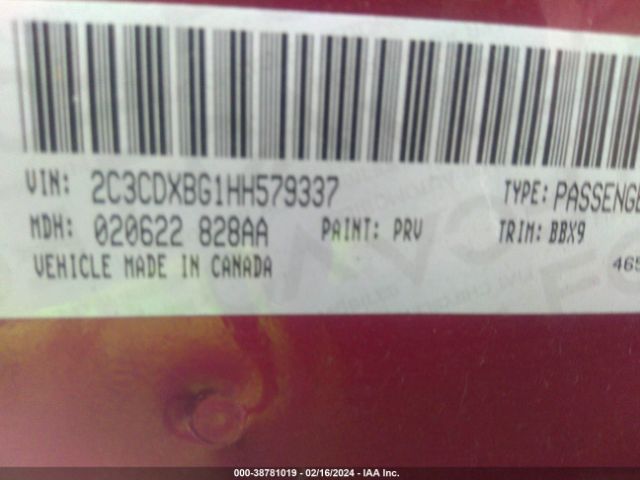 VIN: 2C3CDXBG1HH579337 TYPE: PASSENGE
MDH: 020622 828AA PAINT: PRV TRIM: BBX9
VEHICLE MADE IN CANADA 465
000-38781019 - 02/16/2024 - IAA Inc.